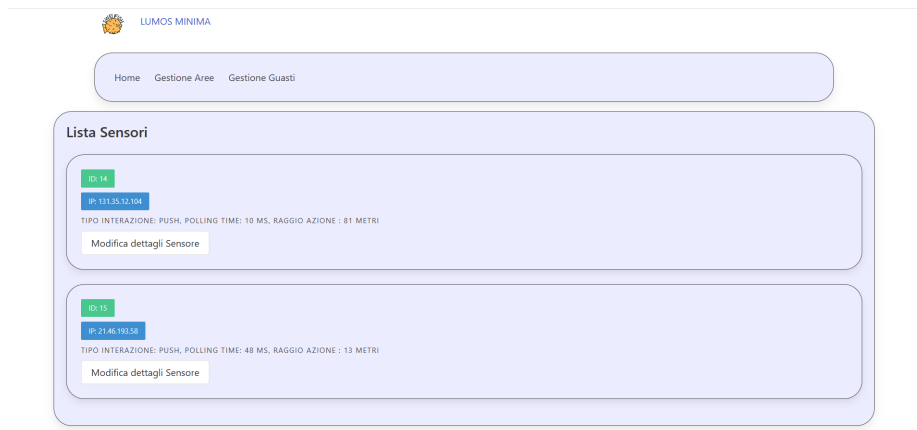 LUMOS MINIMA
Home Gestione Aree Gestione Guasti
Lista Sensori
ID: 14
IP: 131.35.12.104
TIPO INTERAZIONE: PUSH, POLLING TIME: 10 MS, RAGGIO AZIONE : 81 METRI
Modifica dettagli Sensore
ID: 15
IP: 21.46.193.58
TIPO INTERAZIONE: PUSH, POLLING TIME: 48 MS, RAGGIO AZIONE : 13 METRI
Modifica dettagli Sensore